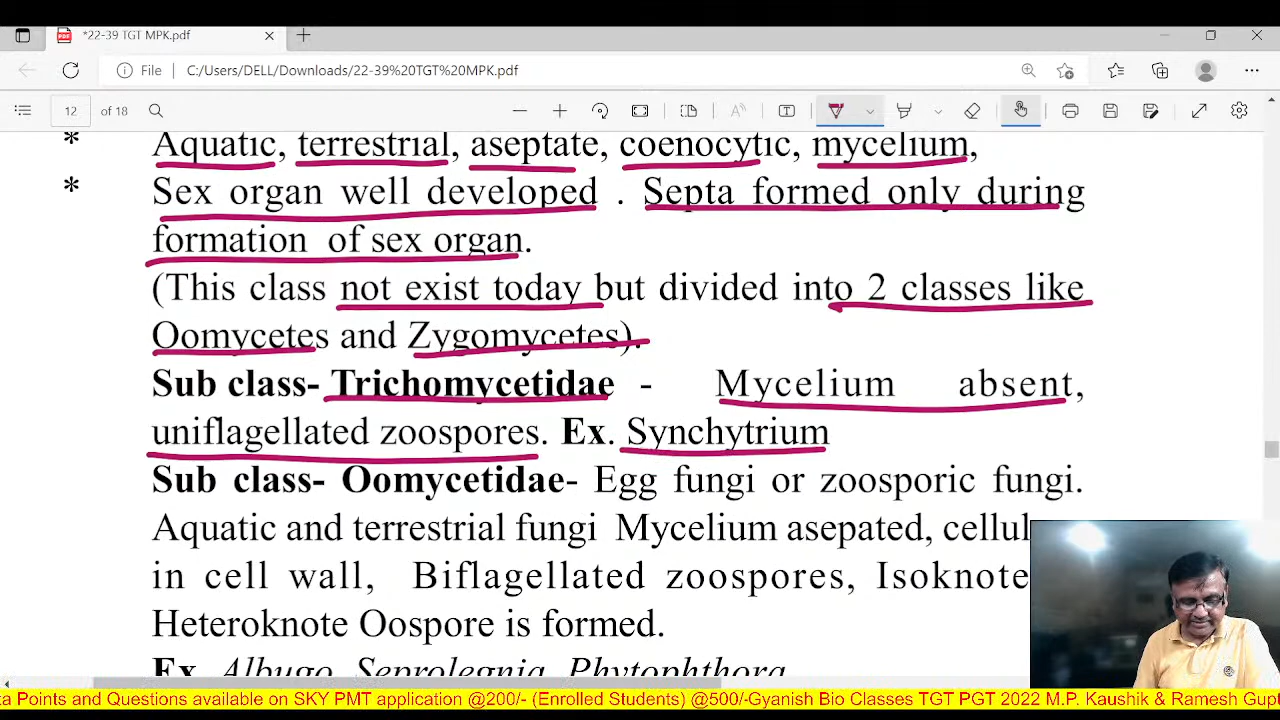 *22-39 TGT MPK.pdf
File C:/Users/DELL/Downloads/22-39%20TGT%20MPK.pdf
12 of 18
* Aquatic, terrestrial, aseptate, coenocytic, mycelium,
* Sex organ well developed . Septa formed only during
formation of sex organ.
(This class not exist today but divided into 2 classes like
Oomycetes and Zygomycetes).
Sub class- Trichomycetidae - Mycelium absent,
uniflagellated zoospores. Ex. Synchytrium
Sub class- Oomycetidae- Egg fungi or zoosporic fungi.
Aquatic and terrestrial fungi Mycelium asepated,
in cell wall, Biflagellated zoospores,
Heteroknote Oospore is formed.
Ex. Albugo, Seprolegnia, Phytophthora
Points and Questions available on SKY PMT application @200/- (Enrolled Students) @500/-Gyanish Bio Classes TGT PGT 2022 M.P. Kaushik & Ramesh